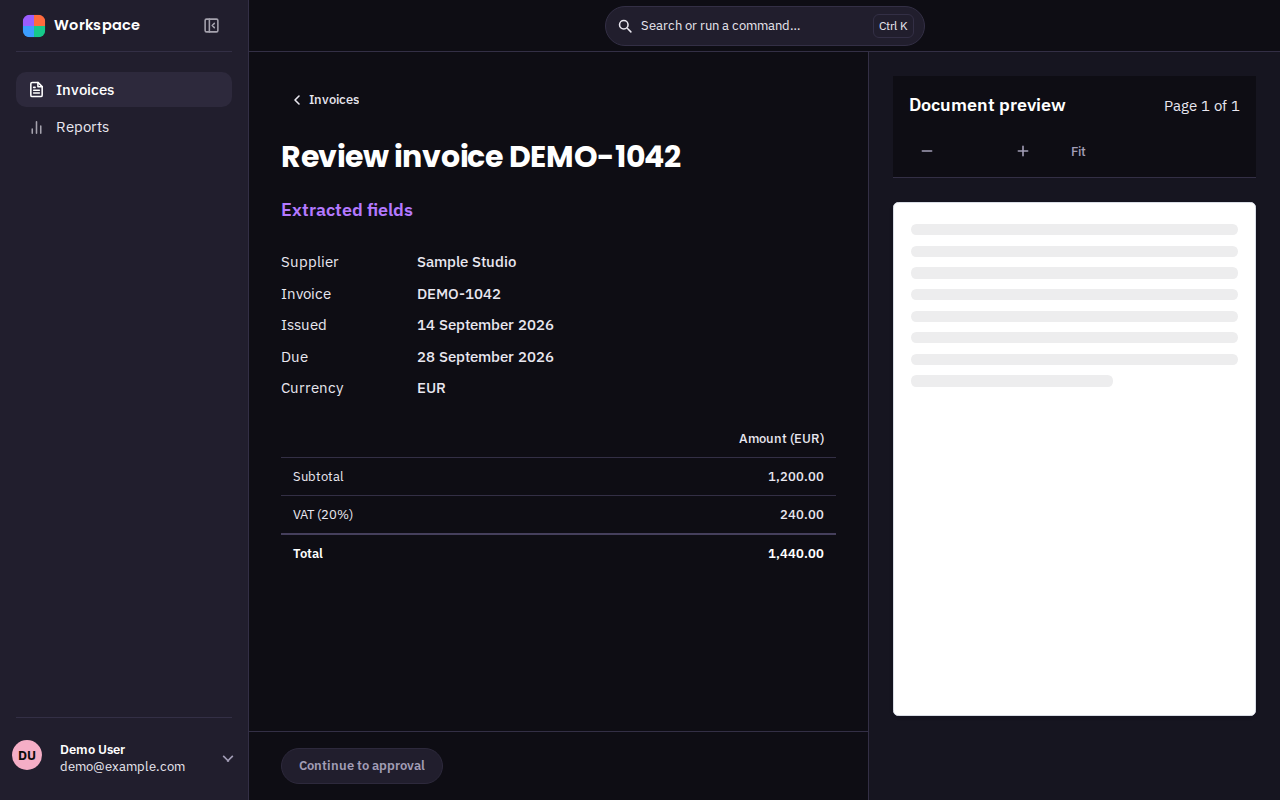 Workspace
Search or run a command...
Ctrl K
Invoices
Reports
Invoices
Review invoice DEMO-1042
Extracted fields
Supplier Sample Studio
Invoice DEMO-1042
Issued 14 September 2026
Due 28 September 2026
Currency EUR
Amount (EUR)
Subtotal 1,200.00
VAT (20%) 240.00
Total 1,440.00
Continue to approval
Document preview
Page 1 of 1
Fit
DU
Demo User
demo@example.com